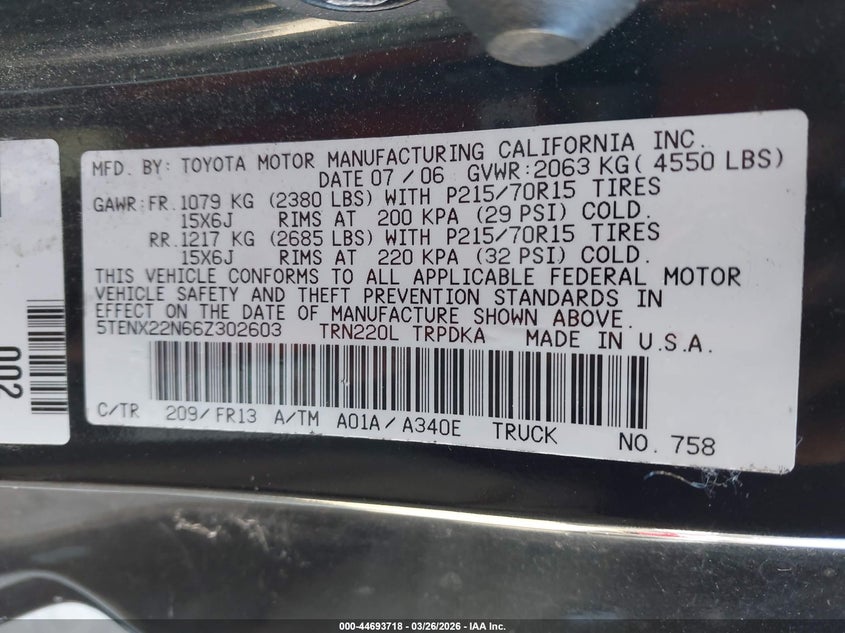 MFD. BY: TOYOTA MOTOR MANUFACTURING CALIFORNIA INC.
DATE 07 / 06 GVWR:2063 KG( 4550 LBS)
GAWR:FR.1079 KG (2380 LBS) WITH P215/70R15 TIRES
15X6J RIMS AT 200 KPA (29 PSI) COLD.
RR.1217 KG (2685 LBS) WITH P215/70R15 TIRES
15X6J RIMS AT 220 KPA (32 PSI) COLD.
THIS VEHICLE CONFORMS TO ALL APPLICABLE FEDERAL MOTOR
VEHICLE SAFETY AND THEFT PREVENTION STANDARDS IN
EFFECT ON THE DATE OF MANUFACTURE SHOWN ABOVE.
5TENX22N66Z302603 TRN220L TRPDKA MADE IN U.S.A.
C/TR 209/FR13 A/TM A01A/A340E TRUCK NO. 758
002
000-44693718 - 03/26/2026 - IAA Inc.